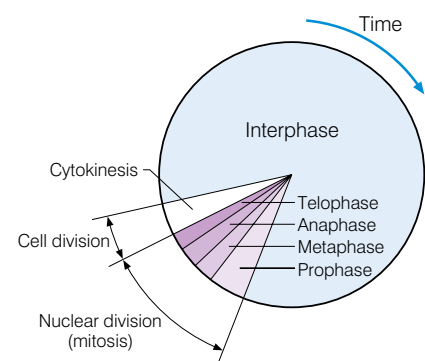 Time
Interphase
Cytokinesis
Telophase
Anaphase
Metaphase
Prophase
Cell division
Nuclear division
(mitosis)